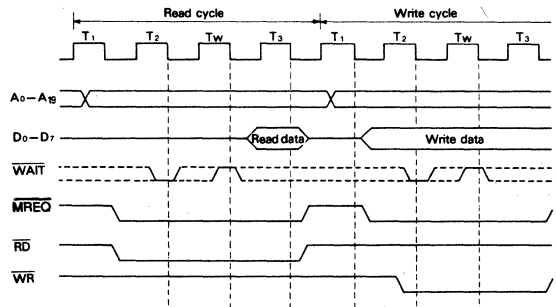 Read cycle Write cycle
T1 T2 TW T3 T1 T2 TW T3
A0–A19
D0–D7 Read data Write data
WAIT
MREQ
RD
WR